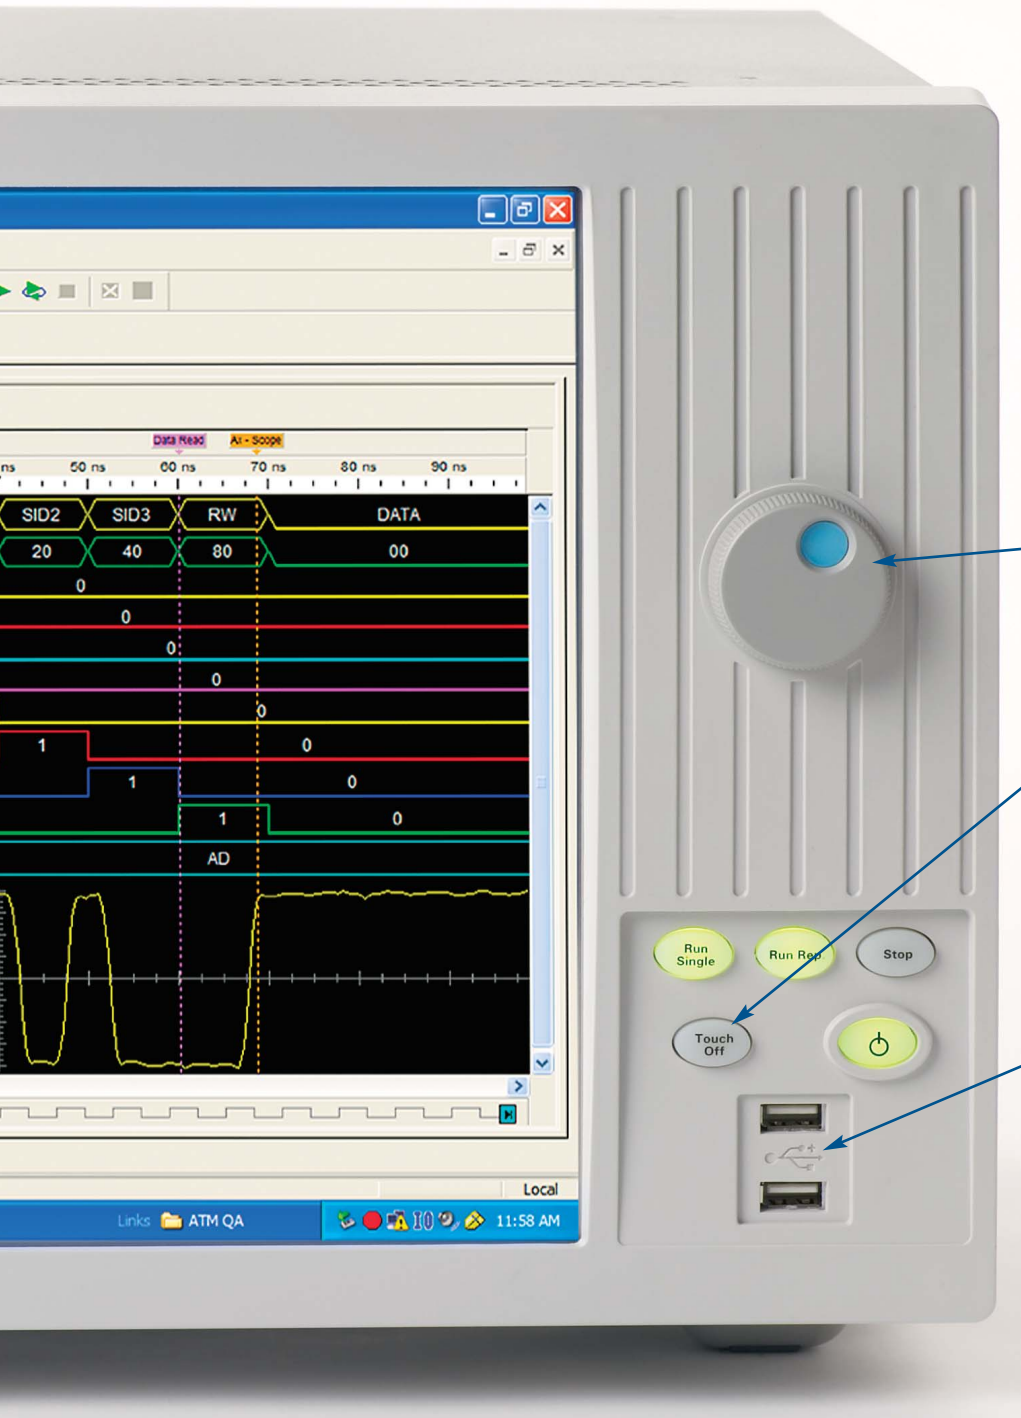 Data Read At - Scope
ns 50 ns 60 ns 70 ns 80 ns 90 ns
SID2 SID3 RW DATA
20 40 80 00
0
0
0
0
0
1 0
1 0
1 0
AD
Run
Single
Run Rep
Stop
Touch
Off
Local
Links ATM QA 11:58 AM